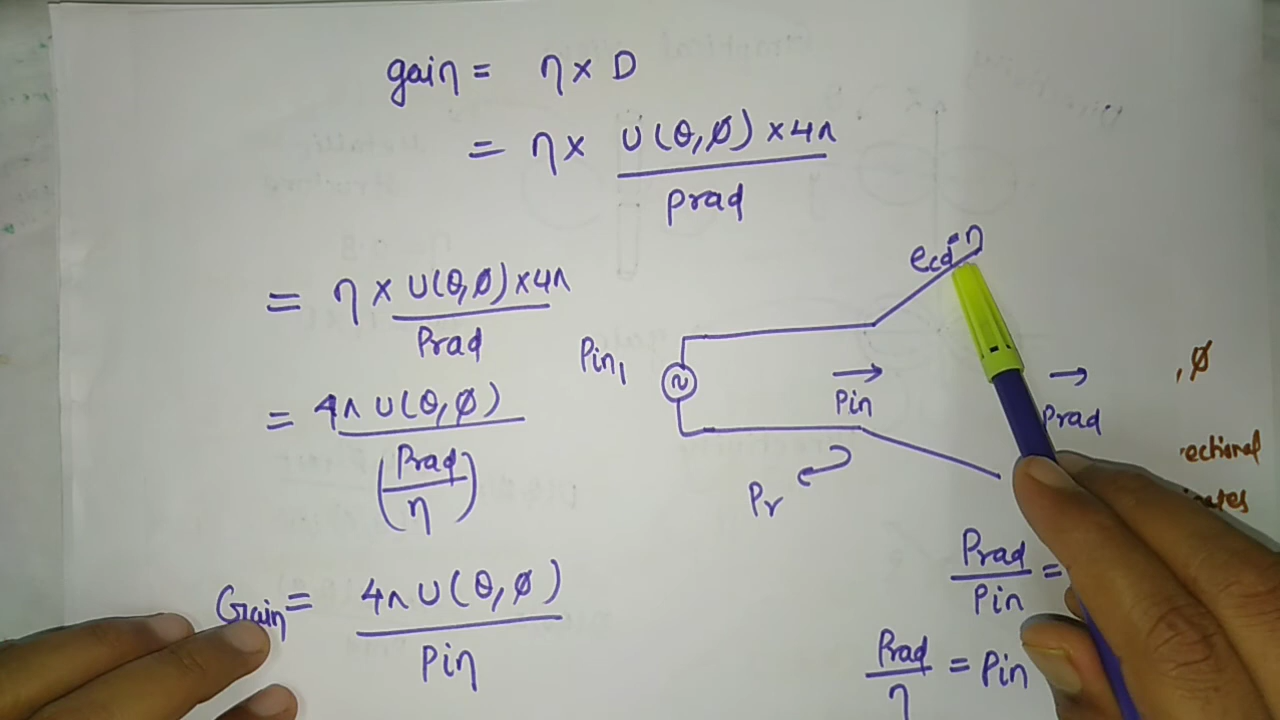 gain = η × D
= η × U(θ,ϕ) × 4π
Prad
= η × U(θ,ϕ) × 4π
Prad
= 4π U(θ,ϕ)
(Prad
η)
Gain = 4π U(θ,ϕ)
Pin
ecd η
Pin1
Pin
Prad
Pr
,ϕ
ectional
Prad
Pin =
Prad
η = Pin